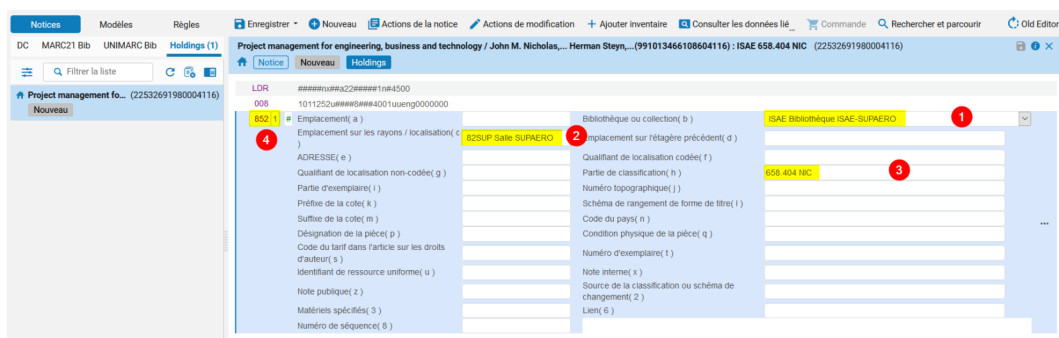 Notices Modèles Règles Enregistrer Nouveau Actions de la notice Actions de modification Ajouter inventaire Consulter les données lié... Commande Rechercher et parcourir Old Editor
DC MARC21 Bib UNIMARC Bib Holdings (1)
Project management for engineering, business and technology / John M. Nicholas,... Herman Steyn,...(991013466108604116) : ISAE 658.404 NIC (22532691980004116)
Notice Nouveau Holdings
Filtrer la liste
Project management fo... (22532691980004116)
Nouveau
LDR #####nx##a22#####1n#4500
008 1011252u####8###4001uueng0000000
852 1 # Emplacement( a ) Bibliothèque ou collection( b ) ISAE Bibliothèque ISAE-SUPAERO 1
4 Emplacement sur les rayons / localisation( c ) 82SUP Salle SUPAERO 2 Emplacement sur l'étagère précédent( d )
ADRESSE( e ) Qualifiant de localisation codée( f )
Qualifiant de localisation non-codée( g ) Partie de classification( h ) 658.404 NIC 3
Partie d'exemplaire( i ) Numéro topographique( j )
Préfixe de la cote( k ) Schéma de rangement de forme de titre( l )
Suffixe de la cote( m ) Code du pays( n )
Désignation de la pièce( p ) Condition physique de la pièce( q )
Code du tarif dans l'article sur les droits d'auteur( s ) Numéro d'exemplaire( t )
Identifiant de ressource uniforme( u ) Note interne( x )
Note publique( z ) Source de la classification ou schéma de changement( 2 )
Matériels spécifiés( 3 ) Lien( 6 )
Numéro de séquence( 8 )